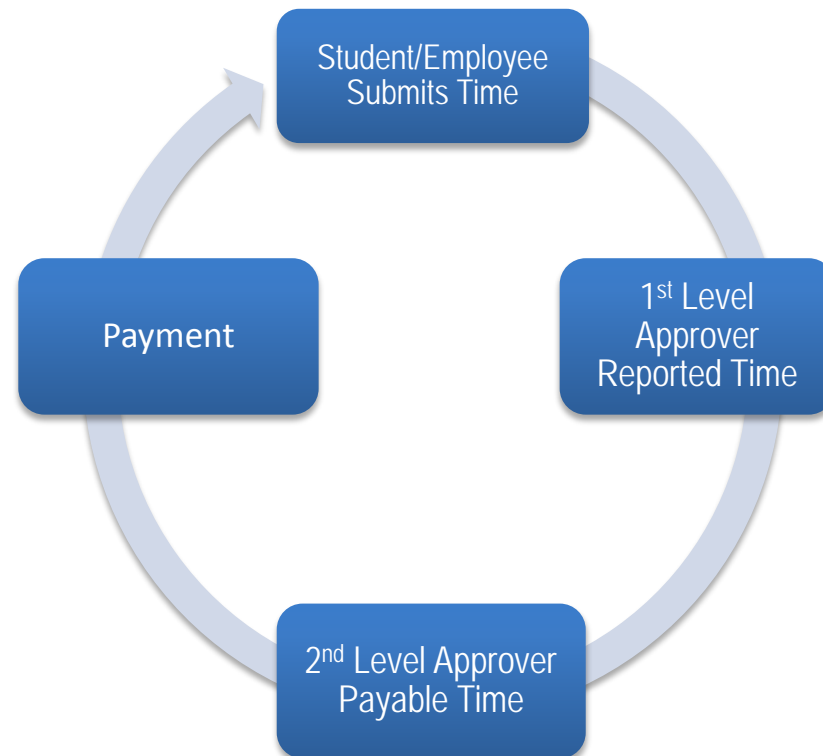 Student/Employee
Submits Time
1st Level
Approver
Reported Time
2nd Level Approver
Payable Time
Payment